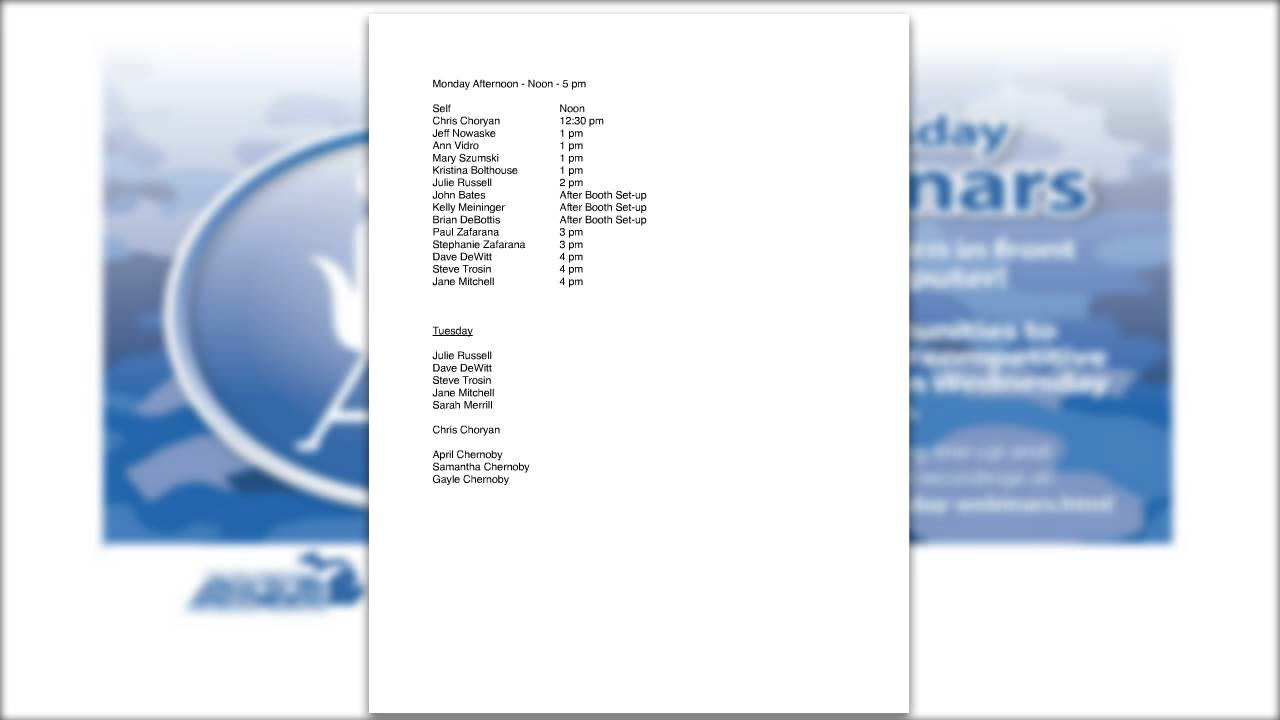 Monday Afternoon - Noon - 5 pm
Self Noon
Chris Choryan 12:30 pm
Jeff Nowaske 1 pm
Ann Vidro 1 pm
Mary Szumski 1 pm
Kristina Bolthouse 1 pm
Julie Russell 2 pm
John Bates After Booth Set-up
Kelly Meininger After Booth Set-up
Brian DeBottis After Booth Set-up
Paul Zafarana 3 pm
Stephanie Zafarana 3 pm
Dave DeWitt 4 pm
Steve Trosin 4 pm
Jane Mitchell 4 pm
Tuesday
Julie Russell
Dave DeWitt
Steve Trosin
Jane Mitchell
Sarah Merrill
Chris Choryan
April Chernoby
Samantha Chernoby
Gayle Chernoby
in front
to
Wednesday